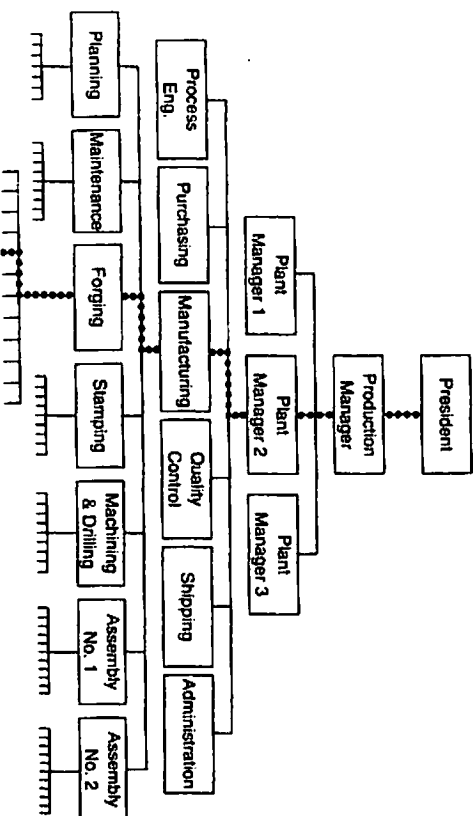 President
Production
Manager
Plant
Manager 1
Plant
Manager 2
Plant
Manager 3
Process
Eng.
Purchasing
Manufacturing
Quality
Control
Shipping
Administration
Planning
Maintenance
Forging
Stamping
Machining
& Drilling
Assembly
No. 1
Assembly
No. 2